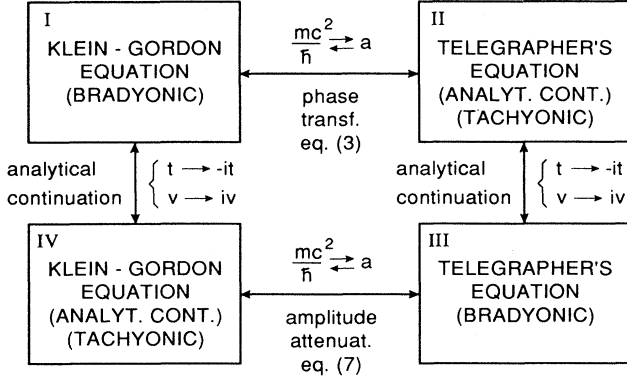 I
KLEIN - GORDON
EQUATION
(BRADYONIC)
mc²/ħ ⇄ a
phase
transf.
eq. (3)
II
TELEGRAPHER'S
EQUATION
(ANALYT. CONT.)
(TACHYONIC)
analytical
continuation
{ t → -it
v → iv
analytical
continuation
{ t → -it
v → iv
IV
KLEIN - GORDON
EQUATION
(ANALYT. CONT.)
(TACHYONIC)
mc²/ħ ⇄ a
amplitude
attenuat.
eq. (7)
III
TELEGRAPHER'S
EQUATION
(BRADYONIC)